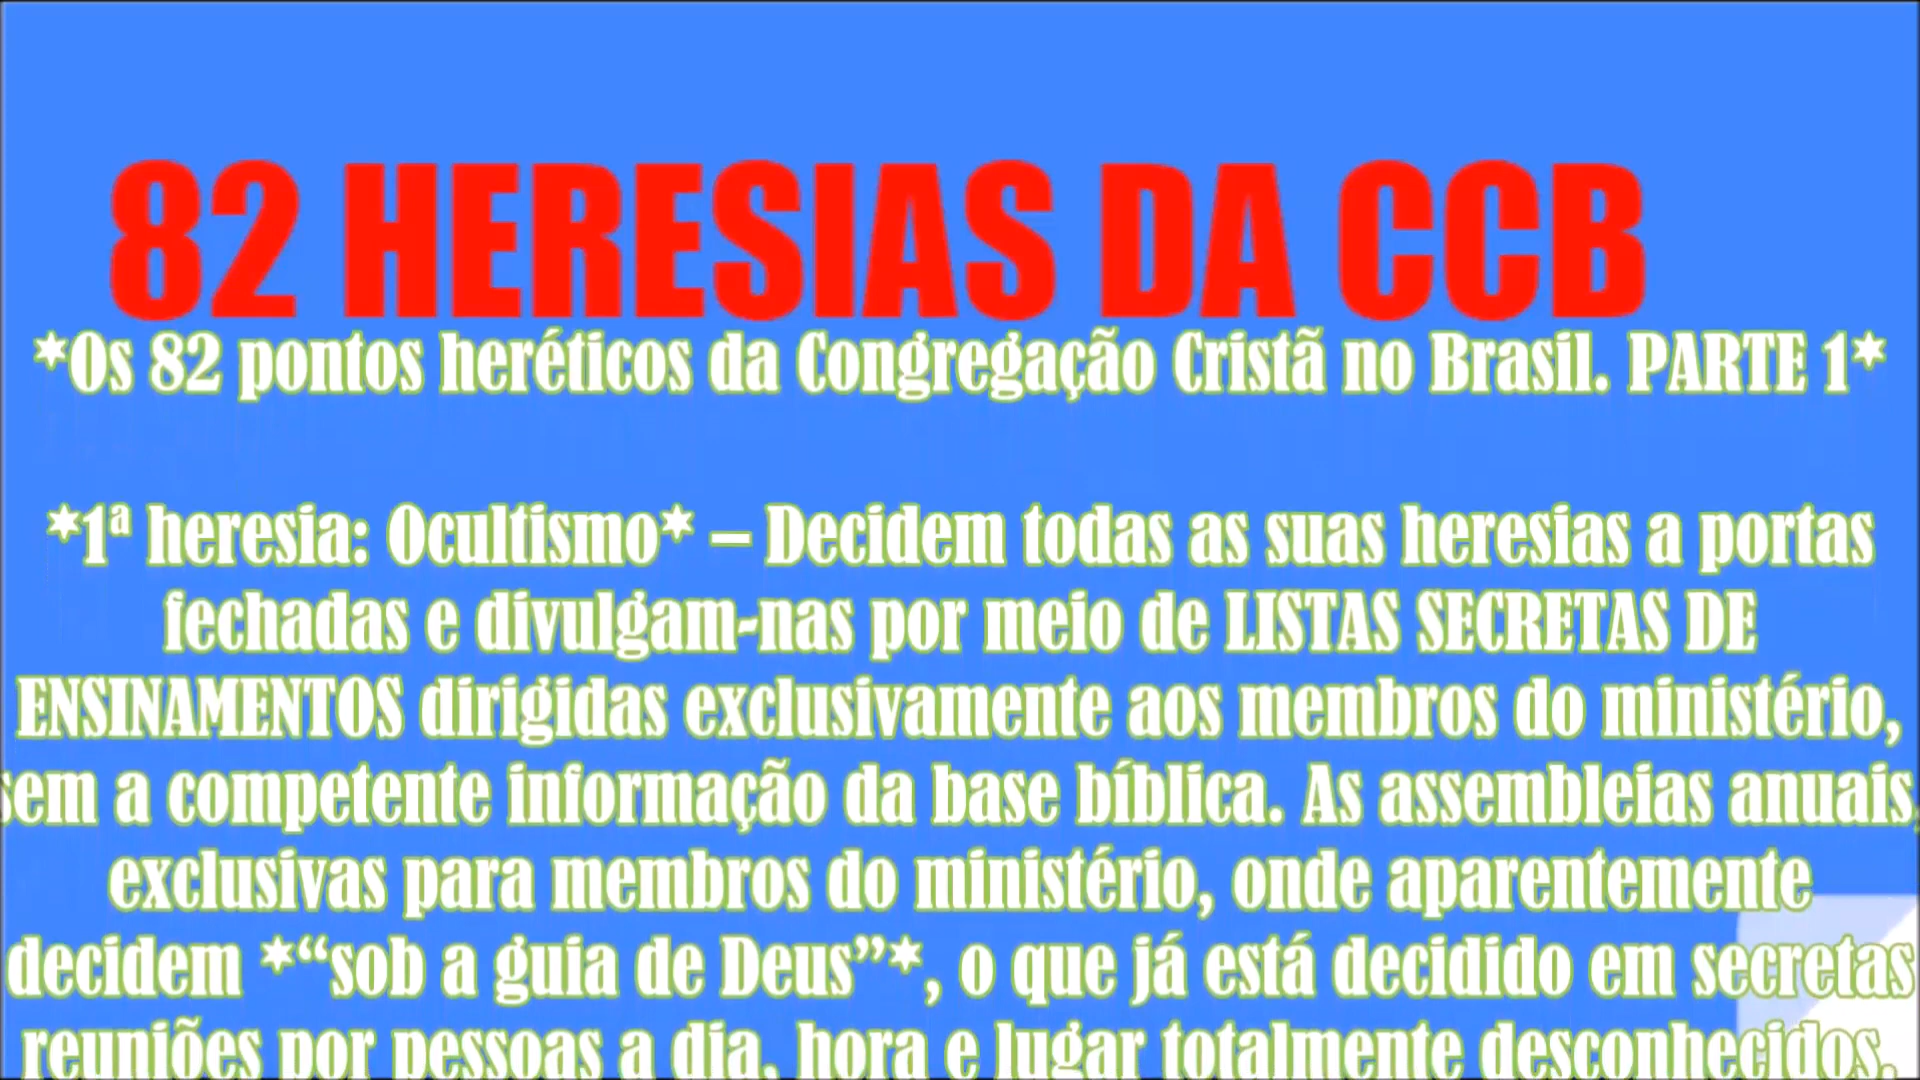 82 HERESIAS DA CCB
*Os 82 pontos heréticos da Congregação Cristã no Brasil. PARTE 1*
*1ª heresia: Ocultismo* – Decidem todas as suas heresias a portas
fechadas e divulgam-nas por meio de LISTAS SECRETAS DE
ENSINAMENTOS dirigidas exclusivamente aos membros do ministério,
sem a competente informação da base bíblica. As assembleias anuais,
exclusivas para membros do ministério, onde aparentemente
decidem *“sob a guia de Deus”*, o que já está decidido em secretas
reuniões por pessoas a dia, hora e lugar totalmente desconhecidos.